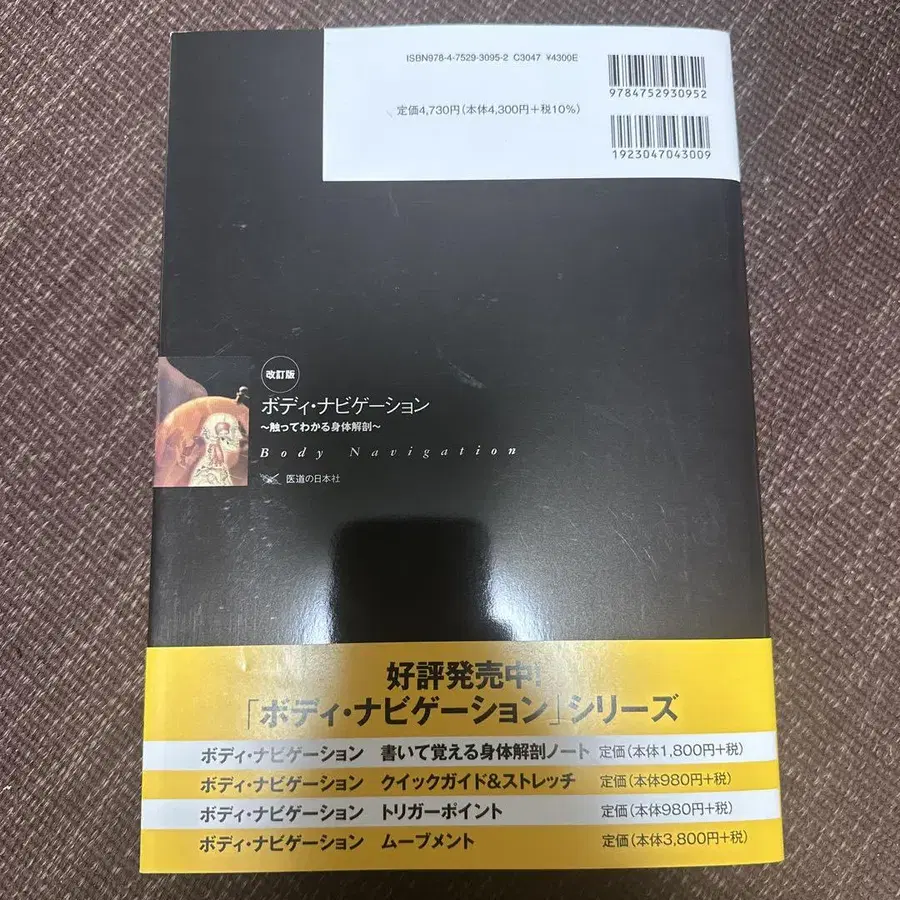 ISBN978-4-7529-3095-2 C3047 ¥4300E
9784752930952
定価4,730円(本体4,300円+税10%)
1923047043009
改訂版
ボディ・ナビゲーション
〜触ってわかる身体解剖〜
Body Navigation
医道の日本社
好評発売中!
「ボディ・ナビゲーション」シリーズ
ボディ・ナビゲーション 書いて覚える身体解剖ノート 定価(本体1,800円+税)
ボディ・ナビゲーション クイックガイド&ストレッチ 定価(本体980円+税)
ボディ・ナビゲーション トリガーポイント 定価(本体980円+税)
ボディ・ナビゲーション ムーブメント 定価(本体3,800円+税)